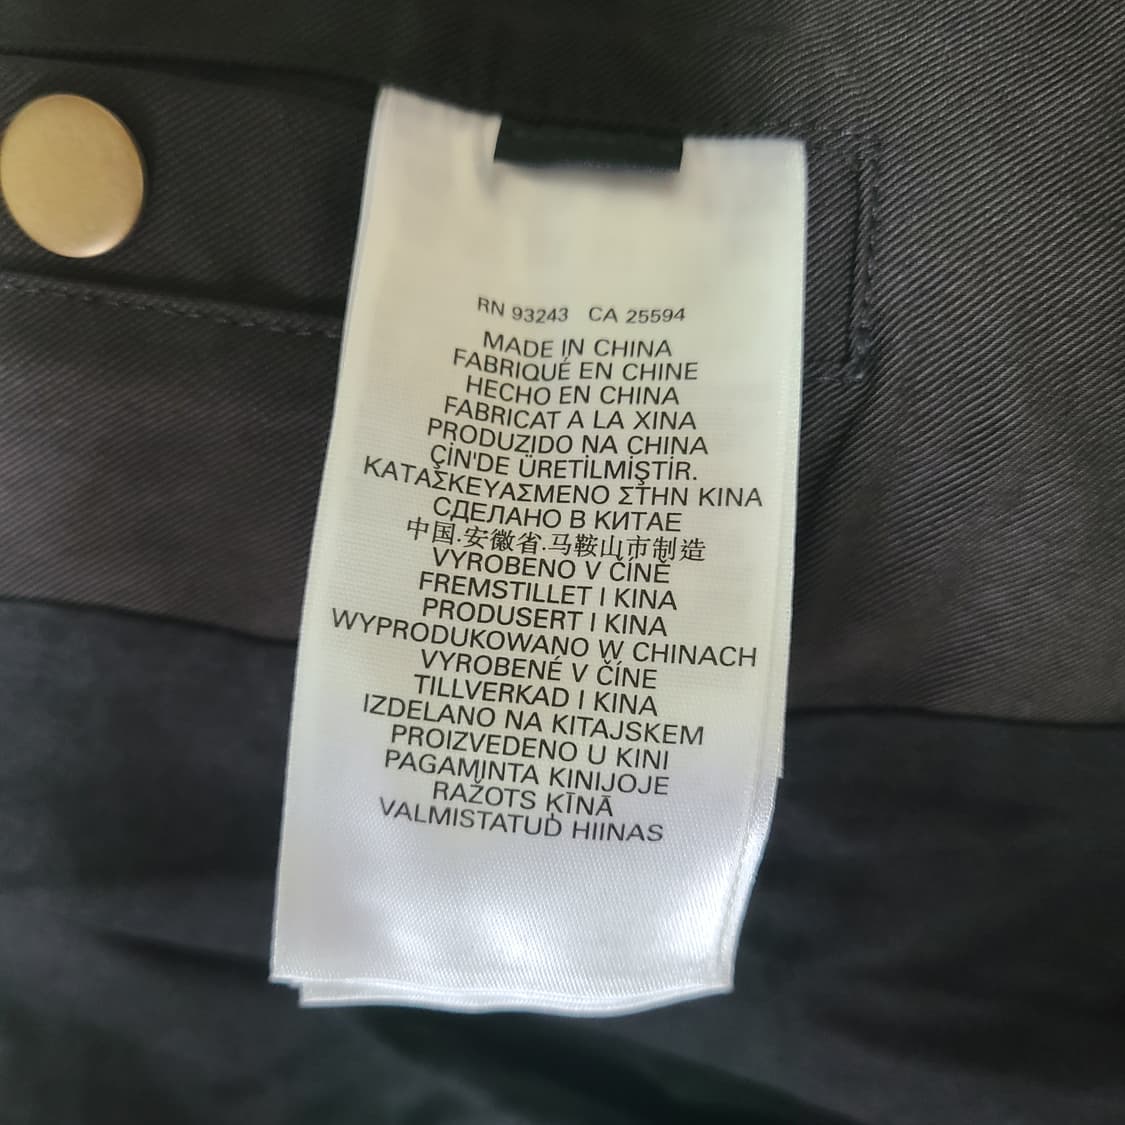 RN 93243 CA 25594
MADE IN CHINA
FABRIQUÉ EN CHINE
HECHO EN CHINA
FABRICAT A LA XINA
PRODUZIDO NA CHINA
ÇİN'DE ÜRETİLMİŞTİR.
ΚΑΤΑΣΚΕΥΑΣΜΕΝΟ ΣΤΗΝ ΚΙΝΑ
СДЕЛАНО В КИТАЕ
中国.安徽省.马鞍山市制造
VYROBENO V ČÍNĚ
FREMSTILLET I KINA
PRODUSERT I KINA
WYPRODUKOWANO W CHINACH
VYROBENÉ V ČÍNE
TILLVERKAD I KINA
IZDELANO NA KITAJSKEM
PROIZVEDENO U KINI
PAGAMINTA KINIJOJE
RAŽOTS ĶĪNĀ
VALMISTATUD HIINAS